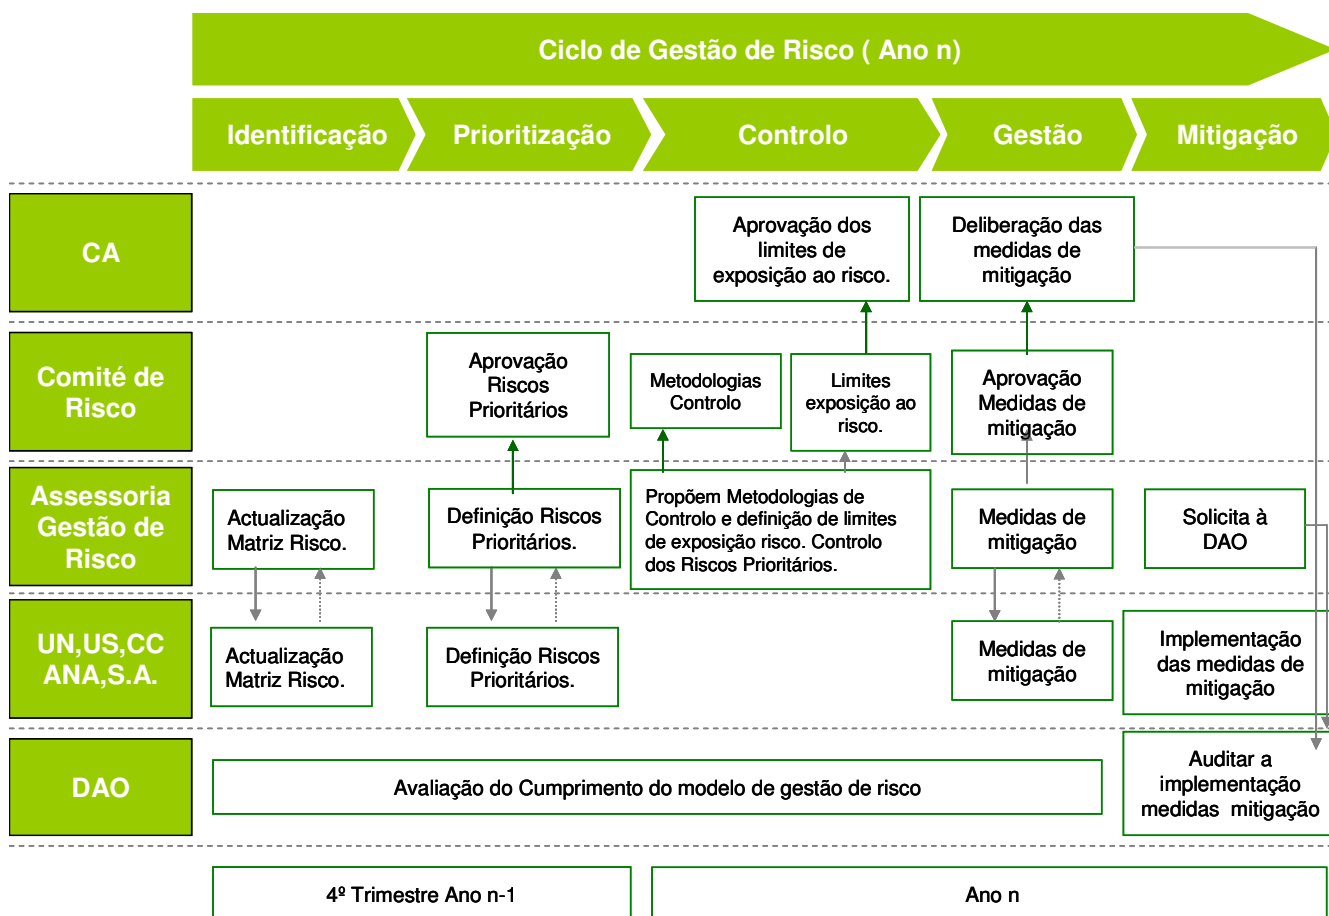 Ciclo de Gestão de Risco ( Ano n)
Identificação
Prioritização
Controlo
Gestão
Mitigação
CA
Aprovação dos
limites de
exposição ao risco.
Deliberação das
medidas de
mitigação
Comité de
Risco
Aprovação
Riscos
Prioritários
Metodologias
Controlo
Limites
exposição ao
risco.
Aprovação
Medidas de
mitigação
Assessoria
Gestão de
Risco
Actualização
Matriz Risco.
Definição Riscos
Prioritários.
Propõem Metodologias de
Controlo e definição de limites
de exposição risco. Controlo
dos Riscos Prioritários.
Medidas de
mitigação
Solicita à
DAO
UN,US,CC
ANA,S.A.
Actualização
Matriz Risco.
Definição Riscos
Prioritários.
Medidas de
mitigação
Implementação
das medidas de
mitigação
DAO
Avaliação do Cumprimento do modelo de gestão de risco
Auditar a
implementação
medidas mitigação
4º Trimestre Ano n-1
Ano n